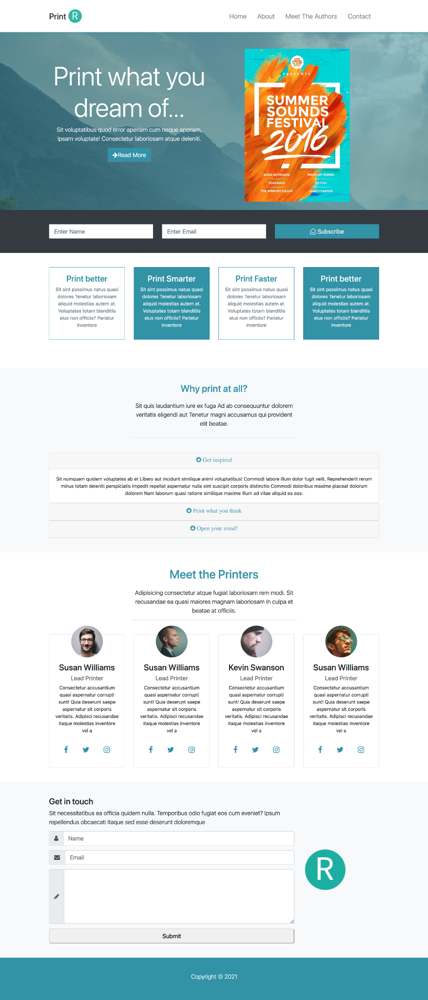 Print R
Home About Meet The Authors Contact
Print what you
dream of...
Sit voluptatibus quod error aperiam cum neque aperiam.
Ipsam voluptate! Consectetur laboriosam atque deleniti.
Read More
SPOON
PRESENTS
SUMMER
SOUNDS
FESTIVAL
2016
ELIZA REYNOLDS MERCURY RISING
SEAGRASS DJ FIZZ
THE AMBUSH SQUAD JAMES CARTER
Enter Name Enter Email Subscribe
Print better
Sit sint possimus natus quasi
dolores Tenetur laboriosam
aliquid molestias autem at.
Voluptates totam blanditiis
eius non officiis? Pariatur
inventore
Print Smarter
Sit sint possimus natus quasi
dolores Tenetur laboriosam
aliquid molestias autem at.
Voluptates totam blanditiis
eius non officiis? Pariatur
inventore
Print Faster
Sit sint possimus natus quasi
dolores Tenetur laboriosam
aliquid molestias autem at.
Voluptates totam blanditiis
eius non officiis? Pariatur
inventore
Print better
Sit sint possimus natus quasi
dolores Tenetur laboriosam
aliquid molestias autem at.
Voluptates totam blanditiis
eius non officiis? Pariatur
inventore
Why print at all?
Sit quis laudantium iure ex fuga Ad ab consequuntur dolorem
veritatis eligendi aut Tenetur magni accusamus qui provident
elit beatae.
Get inspired
Sit numquam quidem voluptates ab et Libero aut incidunt similique animi voluptatibus! Commodi labore illum dolor fugit velit. Reprehenderit rerum
minus totam deleniti perspiciatis Impedit repellat aspernatur nulla sint suscipit corporis distinctio Commodi doloribus maxime placeat dolorum
dolorem Nam laborum quasi ratione similique maxime Illum ad vitae aliquid ea eos.
Print what you think
Open your mind!
Meet the Printers
Adipisicing consectetur atque fugiat laboriosam rem modi. Sit
recusandae ea quasi maiores magnam laboriosam In culpa et
beatae at officiis.
Susan Williams
Lead Printer
Consectetur accusantium
quasi aspernatur corrupti
sunt! Quia deserunt saepe
aspernatur sit corporis
veritatis. Adipisci recusandae
itaque molestias inventore
vel a
Susan Williams
Lead Printer
Consectetur accusantium
quasi aspernatur corrupti
sunt! Quia deserunt saepe
aspernatur sit corporis
veritatis. Adipisci recusandae
itaque molestias inventore
vel a
Kevin Swanson
Lead Printer
Consectetur accusantium
quasi aspernatur corrupti
sunt! Quia deserunt saepe
aspernatur sit corporis
veritatis. Adipisci recusandae
itaque molestias inventore
vel a
Susan Williams
Lead Printer
Consectetur accusantium
quasi aspernatur corrupti
sunt! Quia deserunt saepe
aspernatur sit corporis
veritatis. Adipisci recusandae
itaque molestias inventore
vel a
Get in touch
Sit necessitatibus ea officia quidem nulla. Temporibus odio fugiat eos cum eveniet? Ipsum
repellendus obcaecati itaque sed esse deserunt doloremque
Name
Email
R
Submit
Copyright © 2021